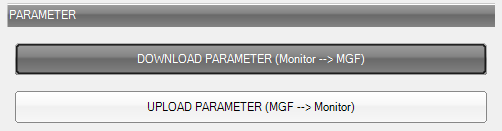 PARAMETER
DOWNLOAD PARAMETER (Monitor --> MGF)
UPLOAD PARAMETER (MGF --> Monitor)